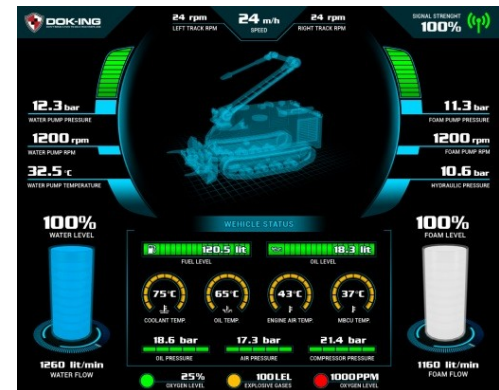 DOK-ING
24 rpm
LEFT TRACK RPM
24 m/h
SPEED
24 rpm
RIGHT TRACK RPM
SIGNAL STRENGHT
100%
12.3 bar
WATER PUMP PRESSURE
1200 rpm
WATER PUMP RPM
32.5 °C
WATER PUMP TEMPERATURE
11.3 bar
FOAM PUMP PRESSURE
1200 rpm
FOAM PUMP RPM
10.6 bar
HYDRAULIC PRESSURE
100%
WATER LEVEL
1260 lit/min
WATER FLOW
VEHICLE STATUS
120.5 lit
FUEL LEVEL
18.3 lit
OIL LEVEL
75°C
COOLANT TEMP.
65°C
OIL TEMP.
43°C
ENGINE AIR TEMP.
37°C
MBCU TEMP.
18.6 bar
OIL PRESSURE
17.3 bar
AIR PRESSURE
21.4 bar
COMPRESSOR PRESSURE
25%
OXYGEN LEVEL
100 LEL
EXPLOSIVE GASES
1000 PPM
OXYGEN LEVEL
100%
FOAM LEVEL
1160 lit/min
FOAM FLOW